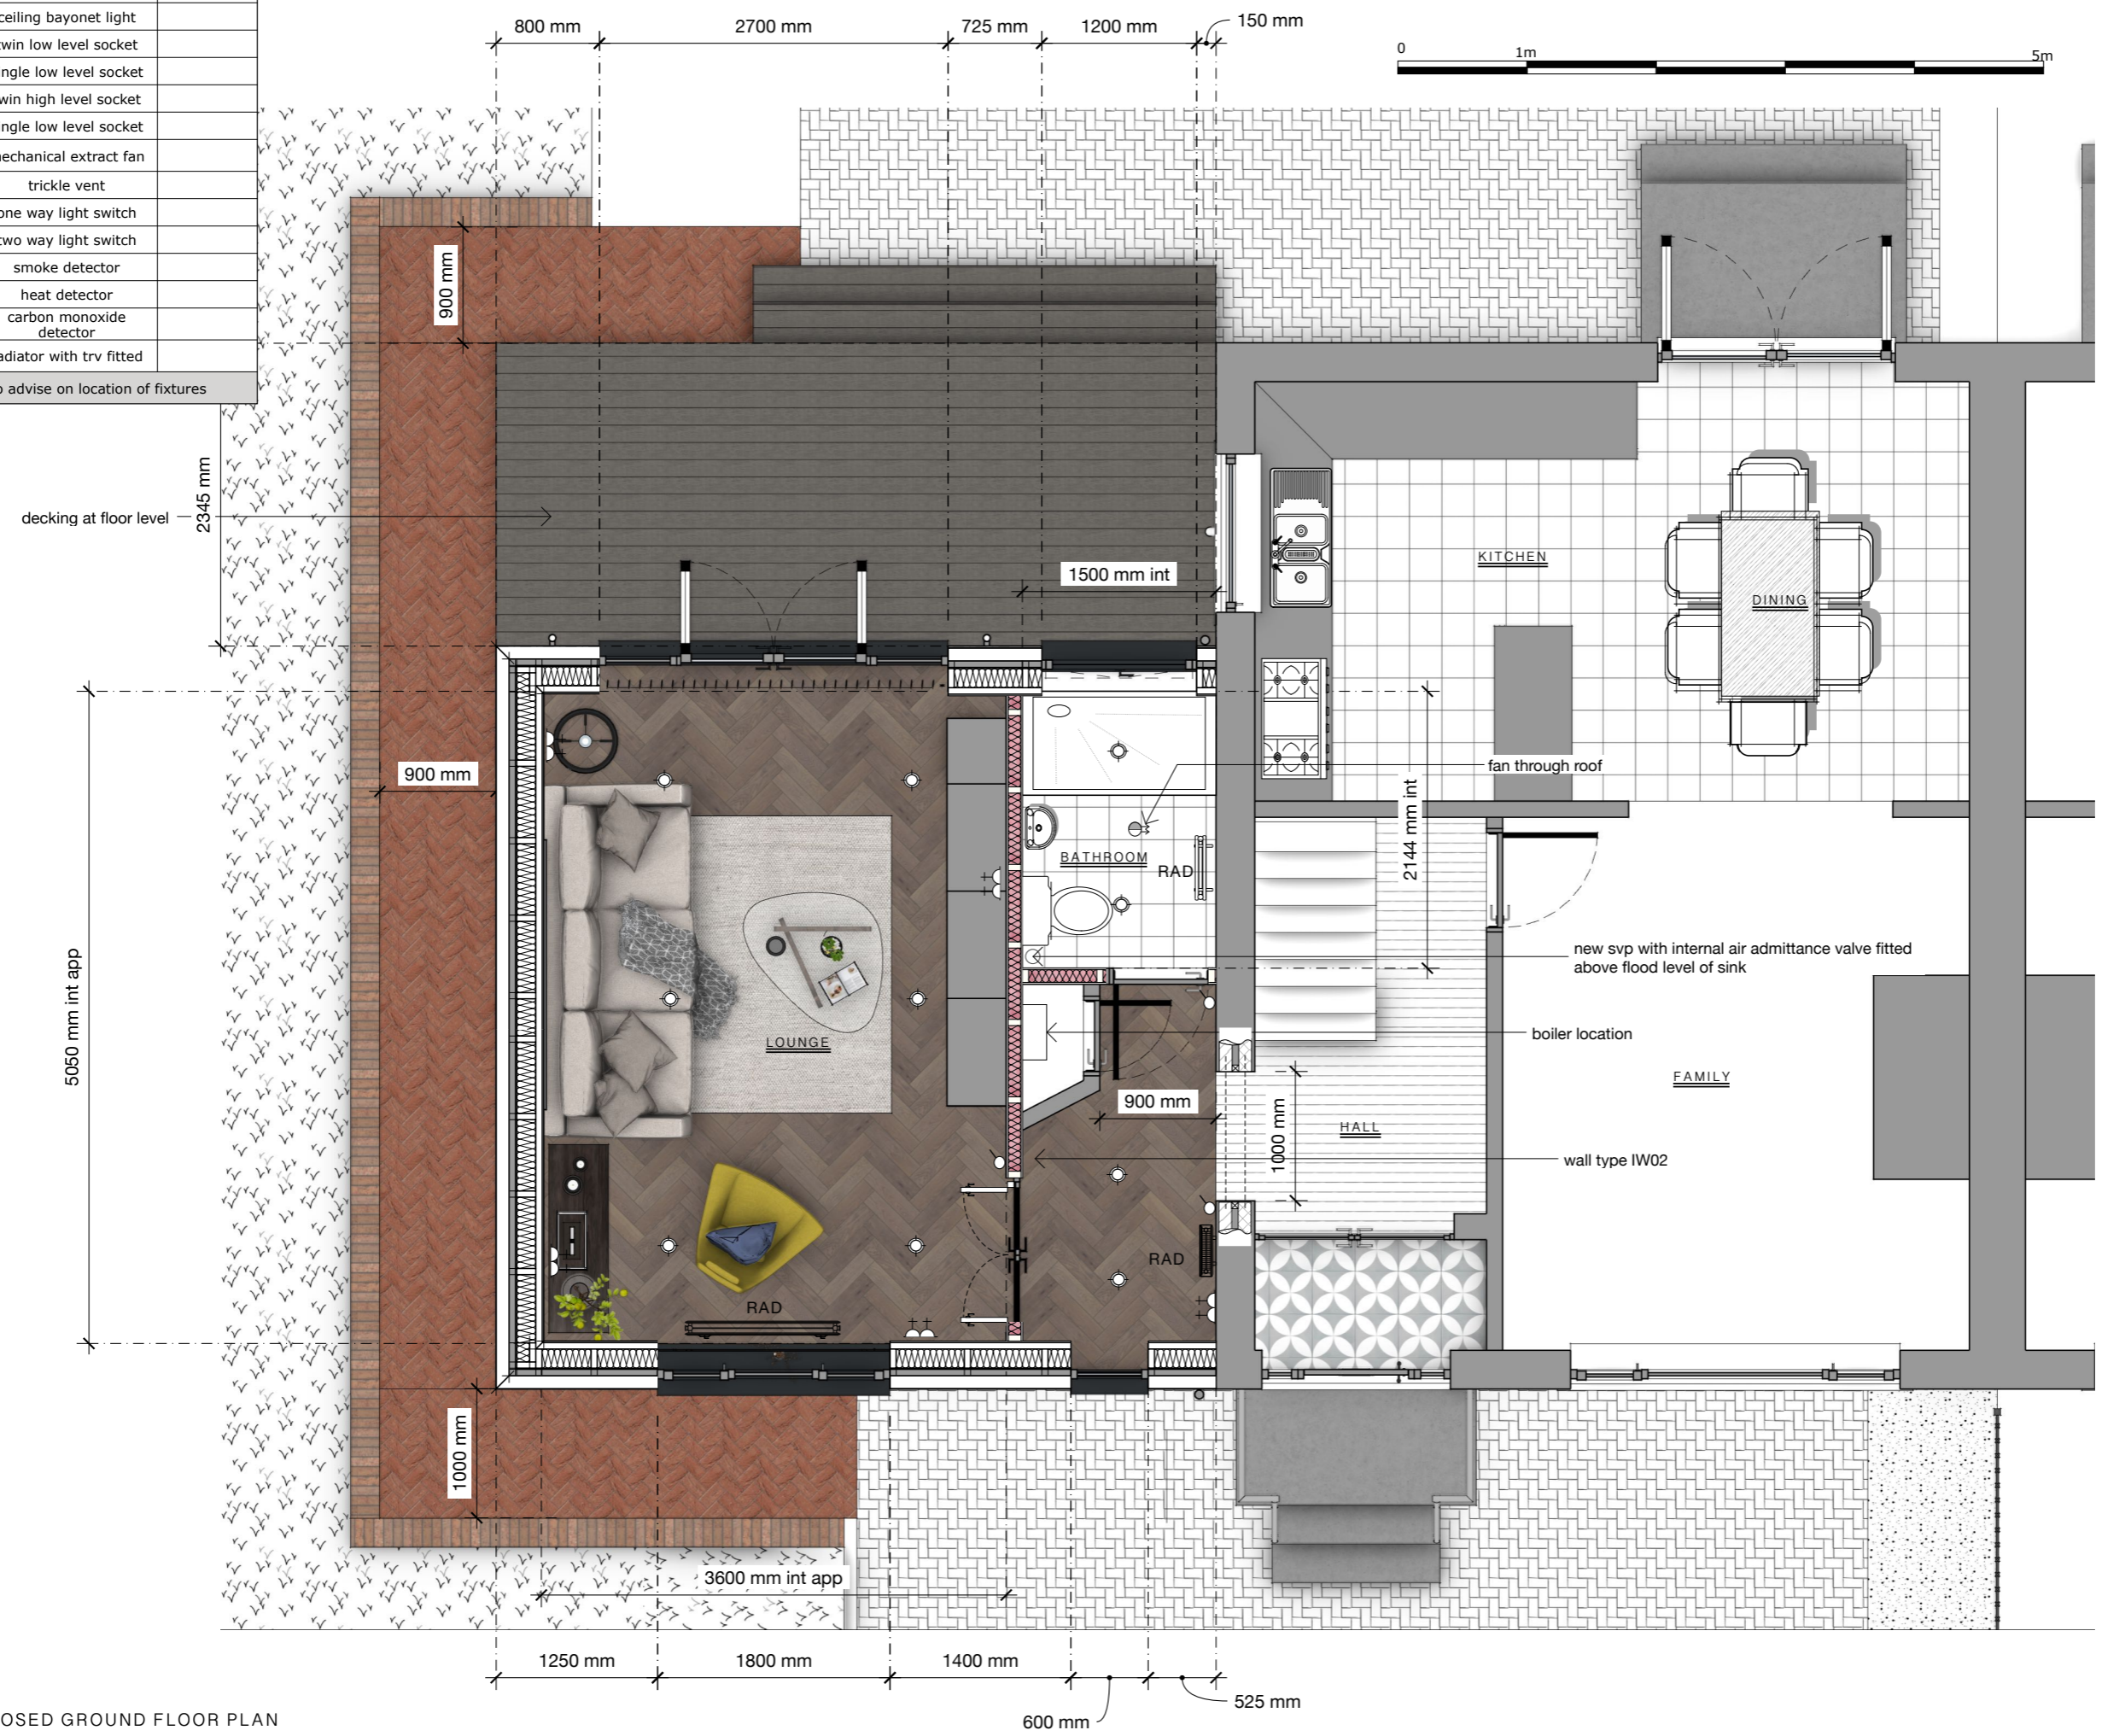 ceiling bayonet light
twin low level socket
ngle low level socket
win high level socket
ngle low level socket
mechanical extract fan
trickle vent
one way light switch
two way light switch
smoke detector
heat detector
carbon monoxide
detector
adiator with trv fitted
o advise on location of fixtures
800 mm
2700 mm
725 mm
1200 mm
150 mm
0
1m
5m
900 mm
2345 mm
decking at floor level
1500 mm int
KITCHEN
DINING
900 mm
fan through roof
2144 mm int
BATHROOM
RAD
new svp with internal air admittance valve fitted
above flood level of sink
5050 mm int app
LOUNGE
boiler location
FAMILY
900 mm
1000 mm
HALL
wall type IW02
RAD
RAD
1000 mm
3600 mm int app
1250 mm
1800 mm
1400 mm
600 mm
525 mm
OSED GROUND FLOOR PLAN